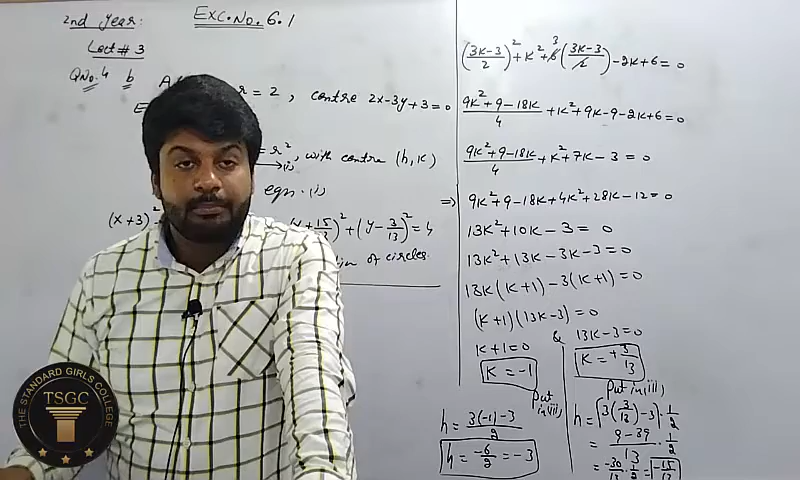 2nd Year:
Exc.No.6.1
Lect # 3
Q No. 4 b
r = 2, centre 2x-3y+3=0
= r², with centre (h,k)
→(i)
eqn. (i)
(x+3)²
+15/13)² + (y-3/13)² = 4
of circles.
(3k-3/2)² + k² + 6 3 (3k-3/2) - 2k+6 = 0
9k²+9-18k/4 + k²+9k-9-2k+6=0
9k²+9-18k/4 + k²+7k-3=0
⇒ 9k²+9-18k+4k²+28k-12=0
13k²+10k-3=0
13k²+13k-3k-3=0
13k(k+1)-3(k+1)=0
(k+1)(13k-3)=0
k+1=0 & 13k-3=0
k=-1
k=+3/13
Put in (ii)
Put in (ii)
h = 3(-1)-3/2
h = -6/2 = -3
h = [3(3/13)-3]·1/2
= 9-39/13 · 1/2
= -30/13 · 1/2 = -15/13
THE STANDARD GIRLS COLLEGE
TSGC